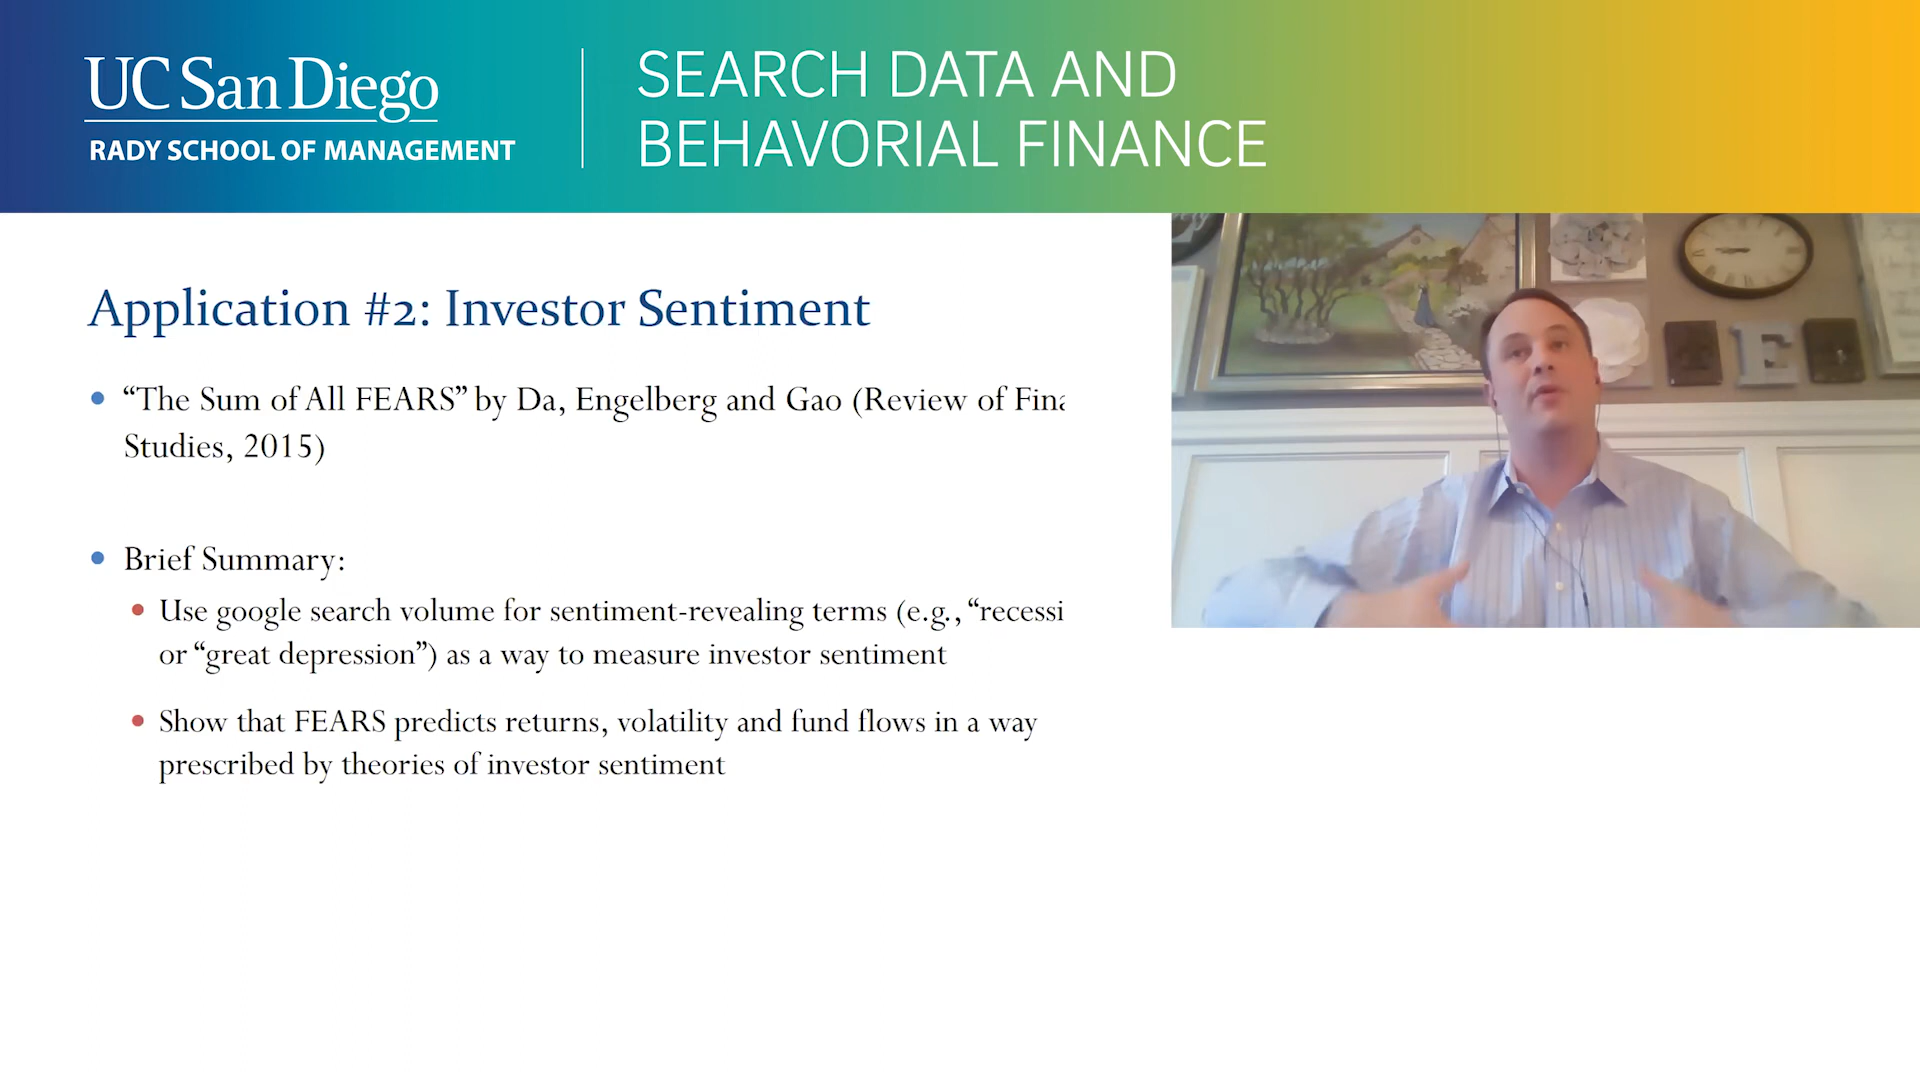 UC San Diego
RADY SCHOOL OF MANAGEMENT
SEARCH DATA AND
BEHAVORIAL FINANCE
Application #2: Investor Sentiment
• “The Sum of All FEARS” by Da, Engelberg and Gao (Review of Fina
Studies, 2015)
• Brief Summary:
• Use google search volume for sentiment-revealing terms (e.g., “recessi
or “great depression”) as a way to measure investor sentiment
• Show that FEARS predicts returns, volatility and fund flows in a way
prescribed by theories of investor sentiment
E